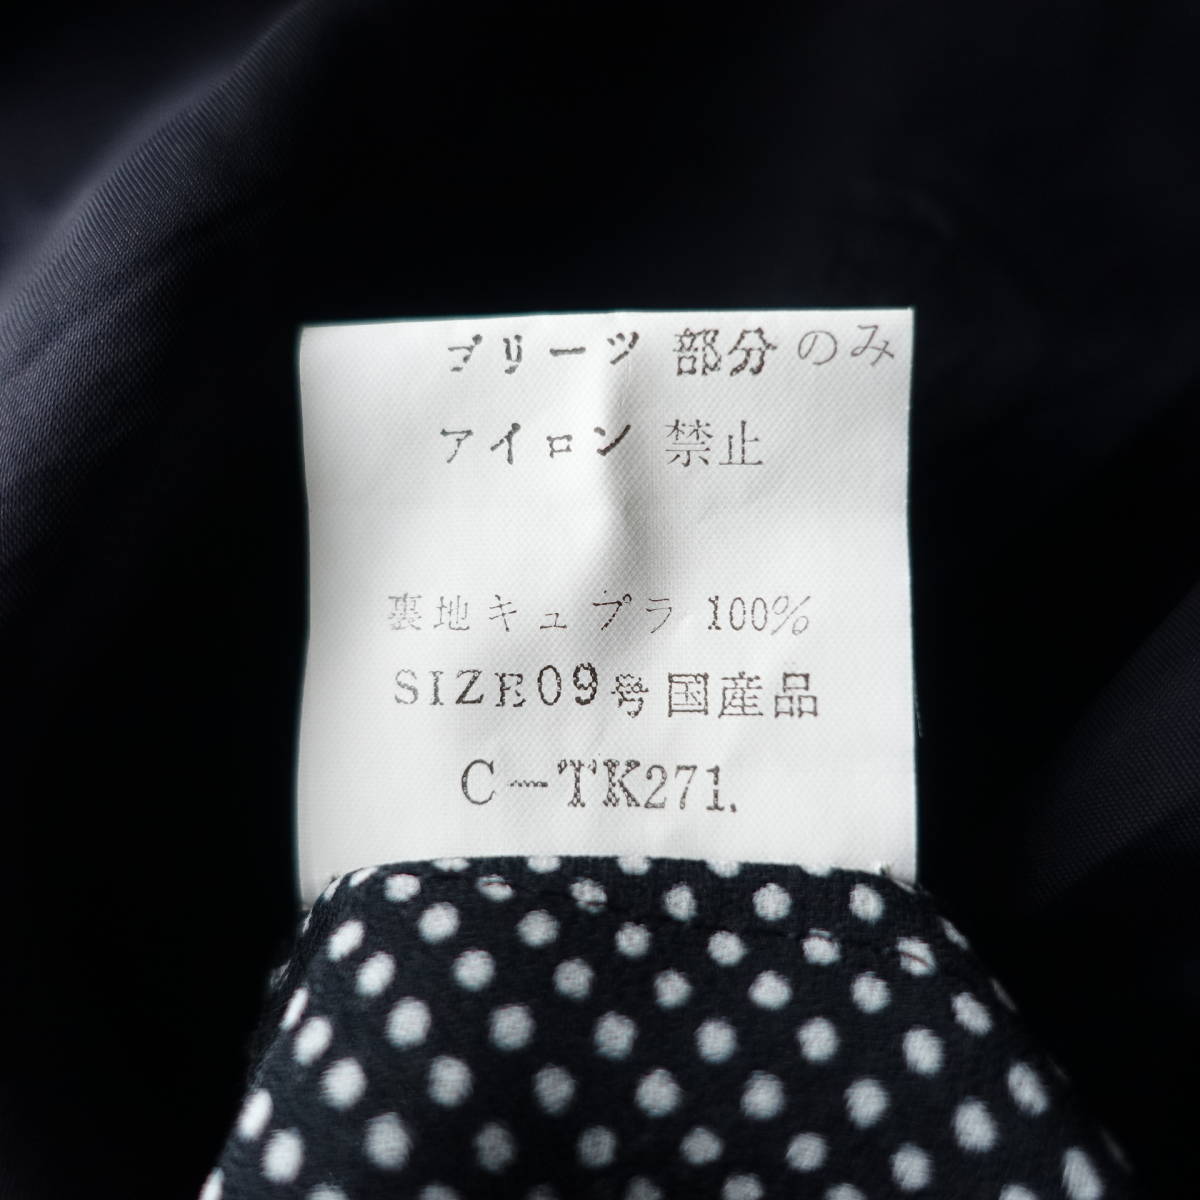 プリーツ 部分のみ
アイロン 禁止
裏地キュプラ 100%
SIZE09号国産品
C-TK271.